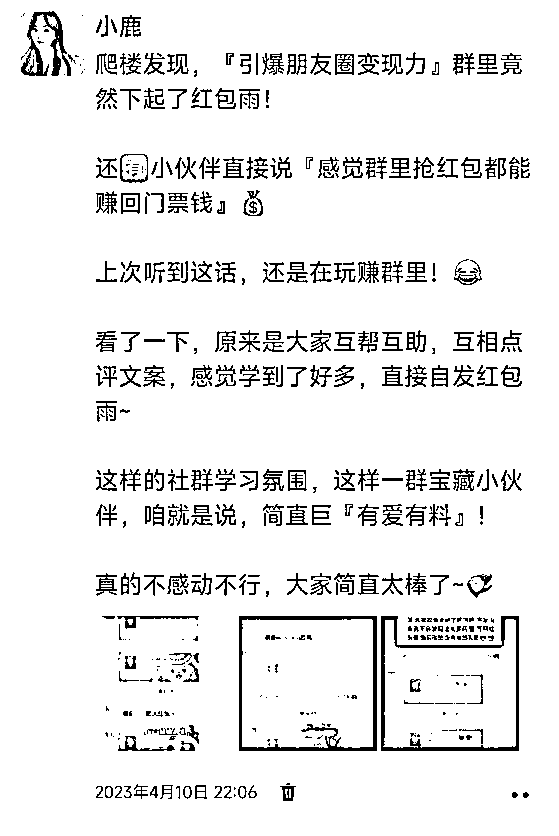 小鹿
爬楼发现，『引爆朋友圈变现力』群里竟
然下起了红包雨！
还🈶小伙伴直接说『感觉群里抢红包都能
赚回门票钱』💰
上次听到这话，还是在玩赚群里！😂
看了一下，原来是大家互帮互助，互相点
评文案，感觉学到了好多，直接自发红包
雨~
这样的社群学习氛围，这样一群宝藏小伙
伴，咱就是说，简直巨『有爱有料』！
真的不感动不行，大家简直太棒了~💞
2023年4月10日 22:06